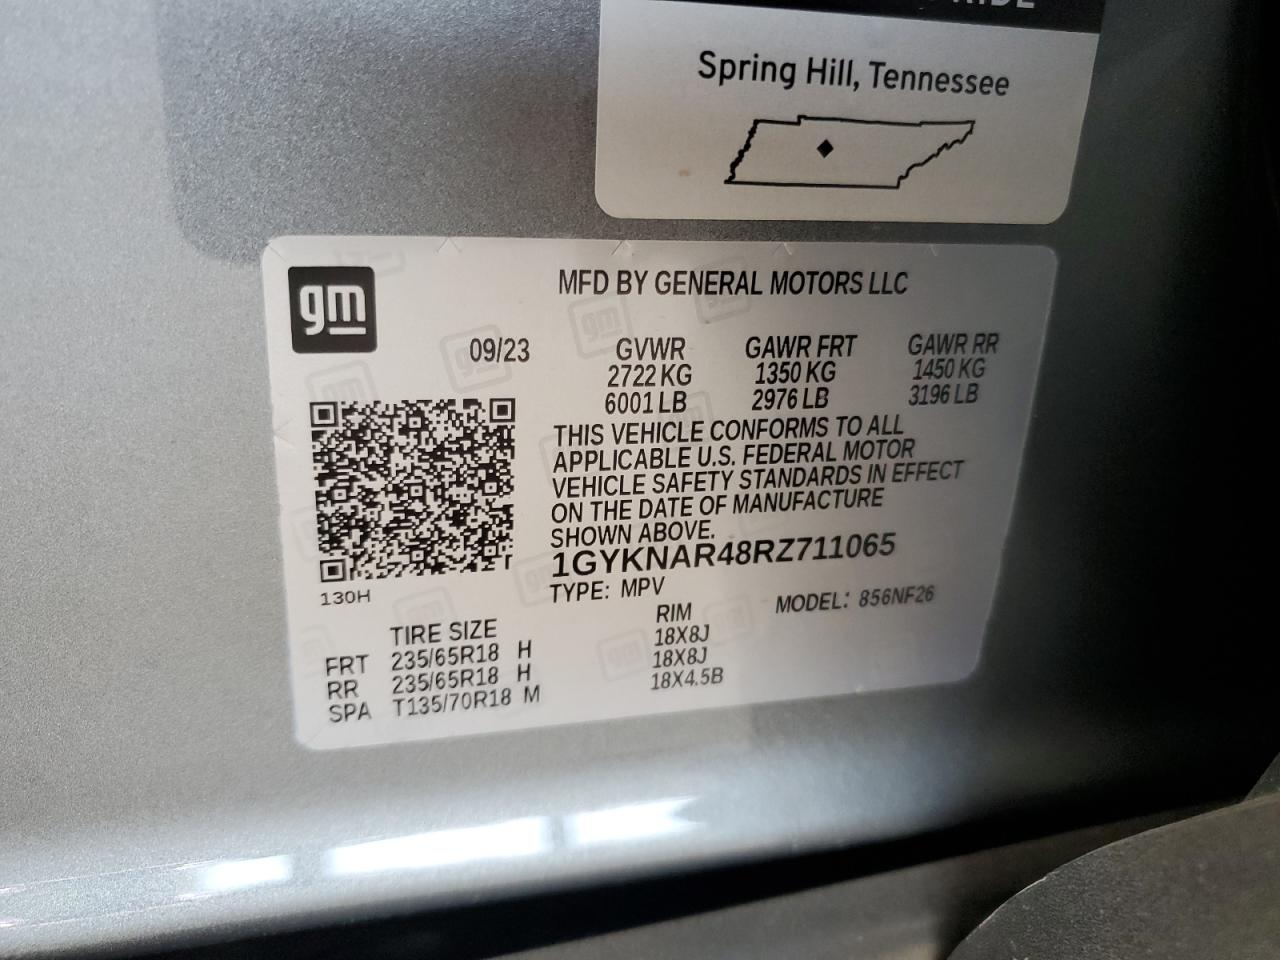 Spring Hill, Tennessee
gm
MFD BY GENERAL MOTORS LLC
09/23
GVWR GAWR FRT GAWR RR
2722 KG 1350 KG 1450 KG
6001 LB 2976 LB 3196 LB
THIS VEHICLE CONFORMS TO ALL
APPLICABLE U.S. FEDERAL MOTOR
VEHICLE SAFETY STANDARDS IN EFFECT
ON THE DATE OF MANUFACTURE
SHOWN ABOVE.
1GYKNAR48RZ711065
TYPE: MPV MODEL: 856NF26
130H
TIRE SIZE RIM
FRT 235/65R18 H 18X8J
RR 235/65R18 H 18X8J
SPA T135/70R18 M 18X4.5B